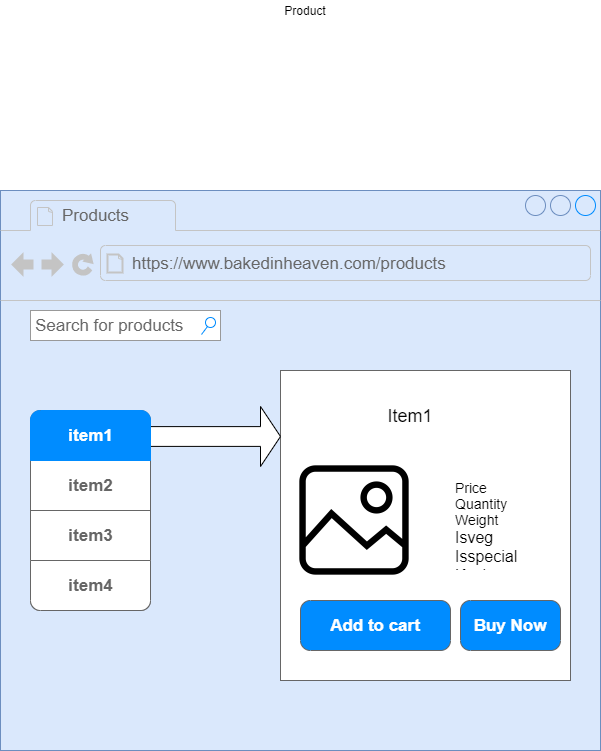 Product
Products
https://www.bakedinheaven.com/products
Search for products
item1
item2
item3
item4
Item1
Price
Quantity
Weight
Isveg
Isspecial
Add to cart
Buy Now